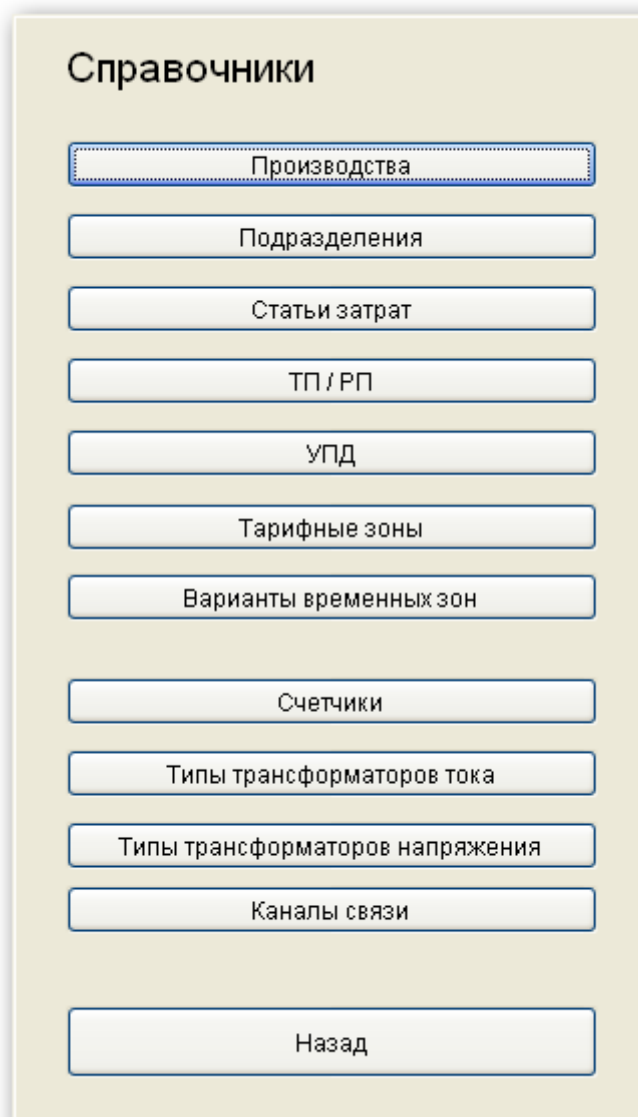 Справочники
Производства
Подразделения
Статьи затрат
ТП / РП
УПД
Тарифные зоны
Варианты временных зон
Счетчики
Типы трансформаторов тока
Типы трансформаторов напряжения
Каналы связи
Назад